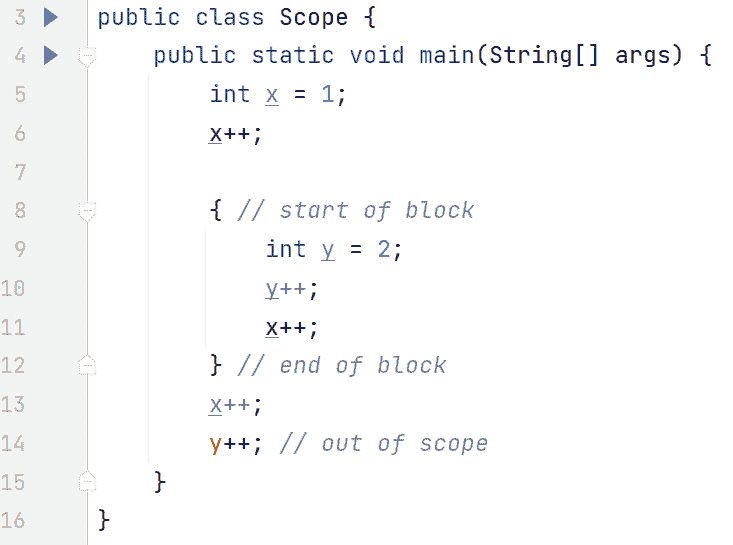 3 public class Scope {
4 public static void main(String[] args) {
5 int x = 1;
6 x++;
7
8 { // start of block
9 int y = 2;
10 y++;
11 x++;
12 } // end of block
13 x++;
14 y++; // out of scope
15 }
16 }